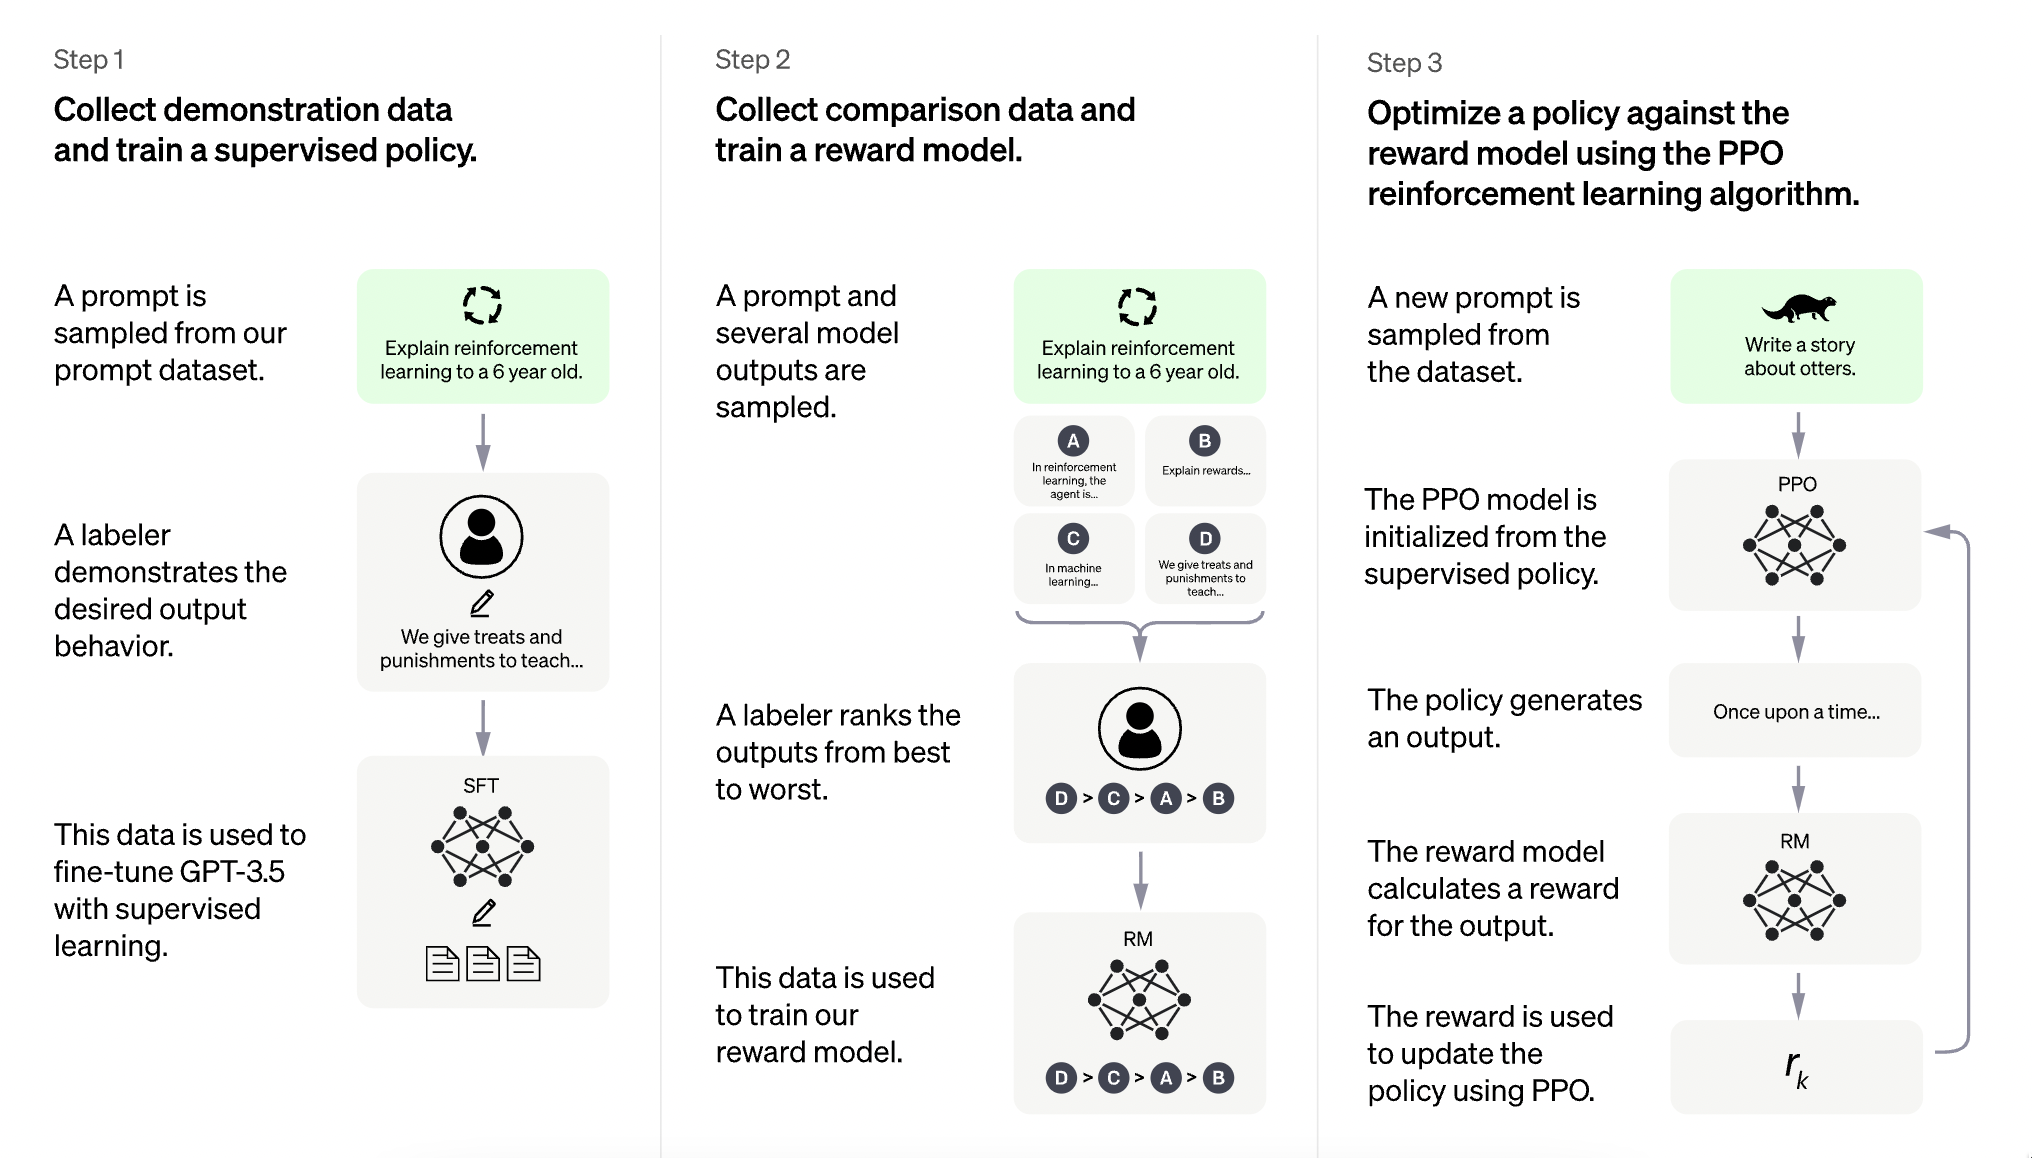 Step 1
Collect demonstration data
and train a supervised policy.
A prompt is
sampled from our
prompt dataset.
Explain reinforcement
learning to a 6 year old.
A labeler
demonstrates the
desired output
behavior.
We give treats and
punishments to teach...
This data is used to
fine-tune GPT-3.5
with supervised
learning.
SFT
Step 2
Collect comparison data and
train a reward model.
A prompt and
several model
outputs are
sampled.
Explain reinforcement
learning to a 6 year old.
A
In reinforcement
learning, the
agent is...
B
Explain rewards...
C
In machine
learning...
D
We give treats and
punishments to
teach...
A labeler ranks the
outputs from best
to worst.
D > C > A > B
This data is used
to train our
reward model.
RM
D > C > A > B
Step 3
Optimize a policy against the
reward model using the PPO
reinforcement learning algorithm.
A new prompt is
sampled from
the dataset.
Write a story
about otters.
The PPO model is
initialized from the
supervised policy.
PPO
The policy generates
an output.
Once upon a time...
The reward model
calculates a reward
for the output.
RM
The reward is used
to update the
policy using PPO.
rk